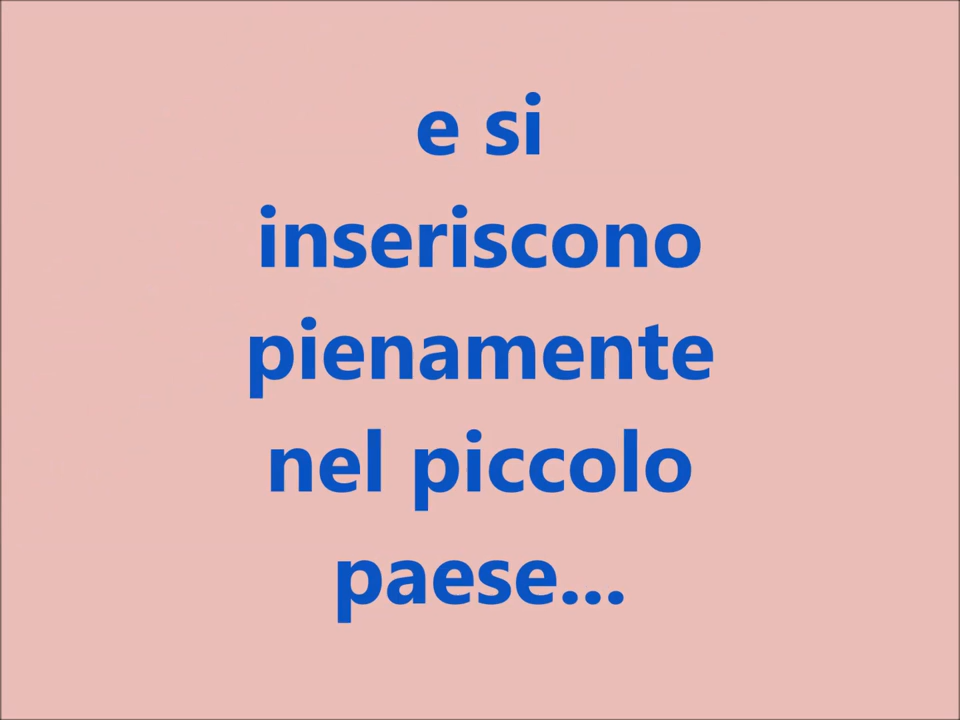 e si
inseriscono
pienamente
nel piccolo
paese...